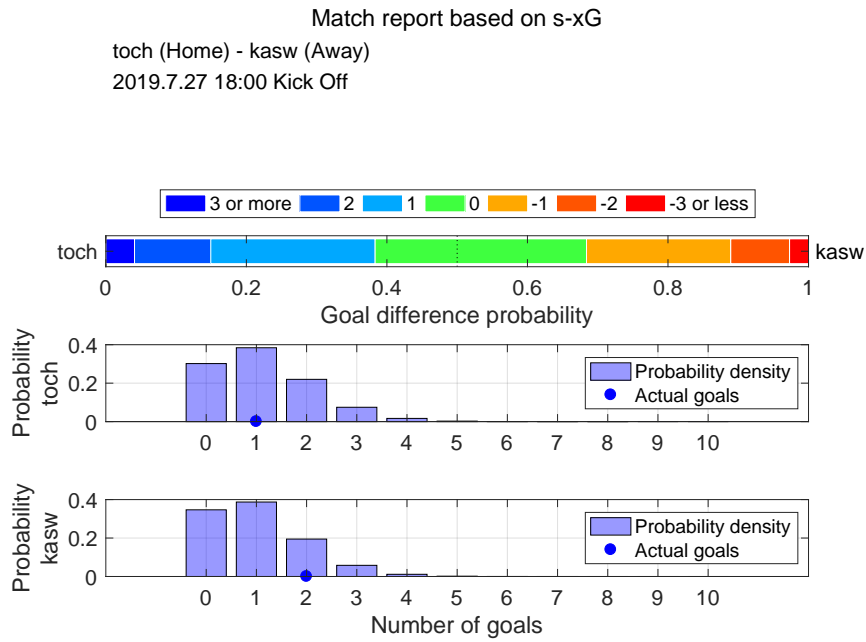 Match report based on s-xG
toch (Home) - kasw (Away)
2019.7.27 18:00 Kick Off
3 or more 2 1 0 -1 -2 -3 or less
toch kasw
0 0.2 0.4 0.6 0.8 1
Goal difference probability
Probability
toch
0.4
0.2
0
Probability density
Actual goals
0 1 2 3 4 5 6 7 8 9 10
Probability
kasw
0.4
0.2
0
Probability density
Actual goals
0 1 2 3 4 5 6 7 8 9 10
Number of goals